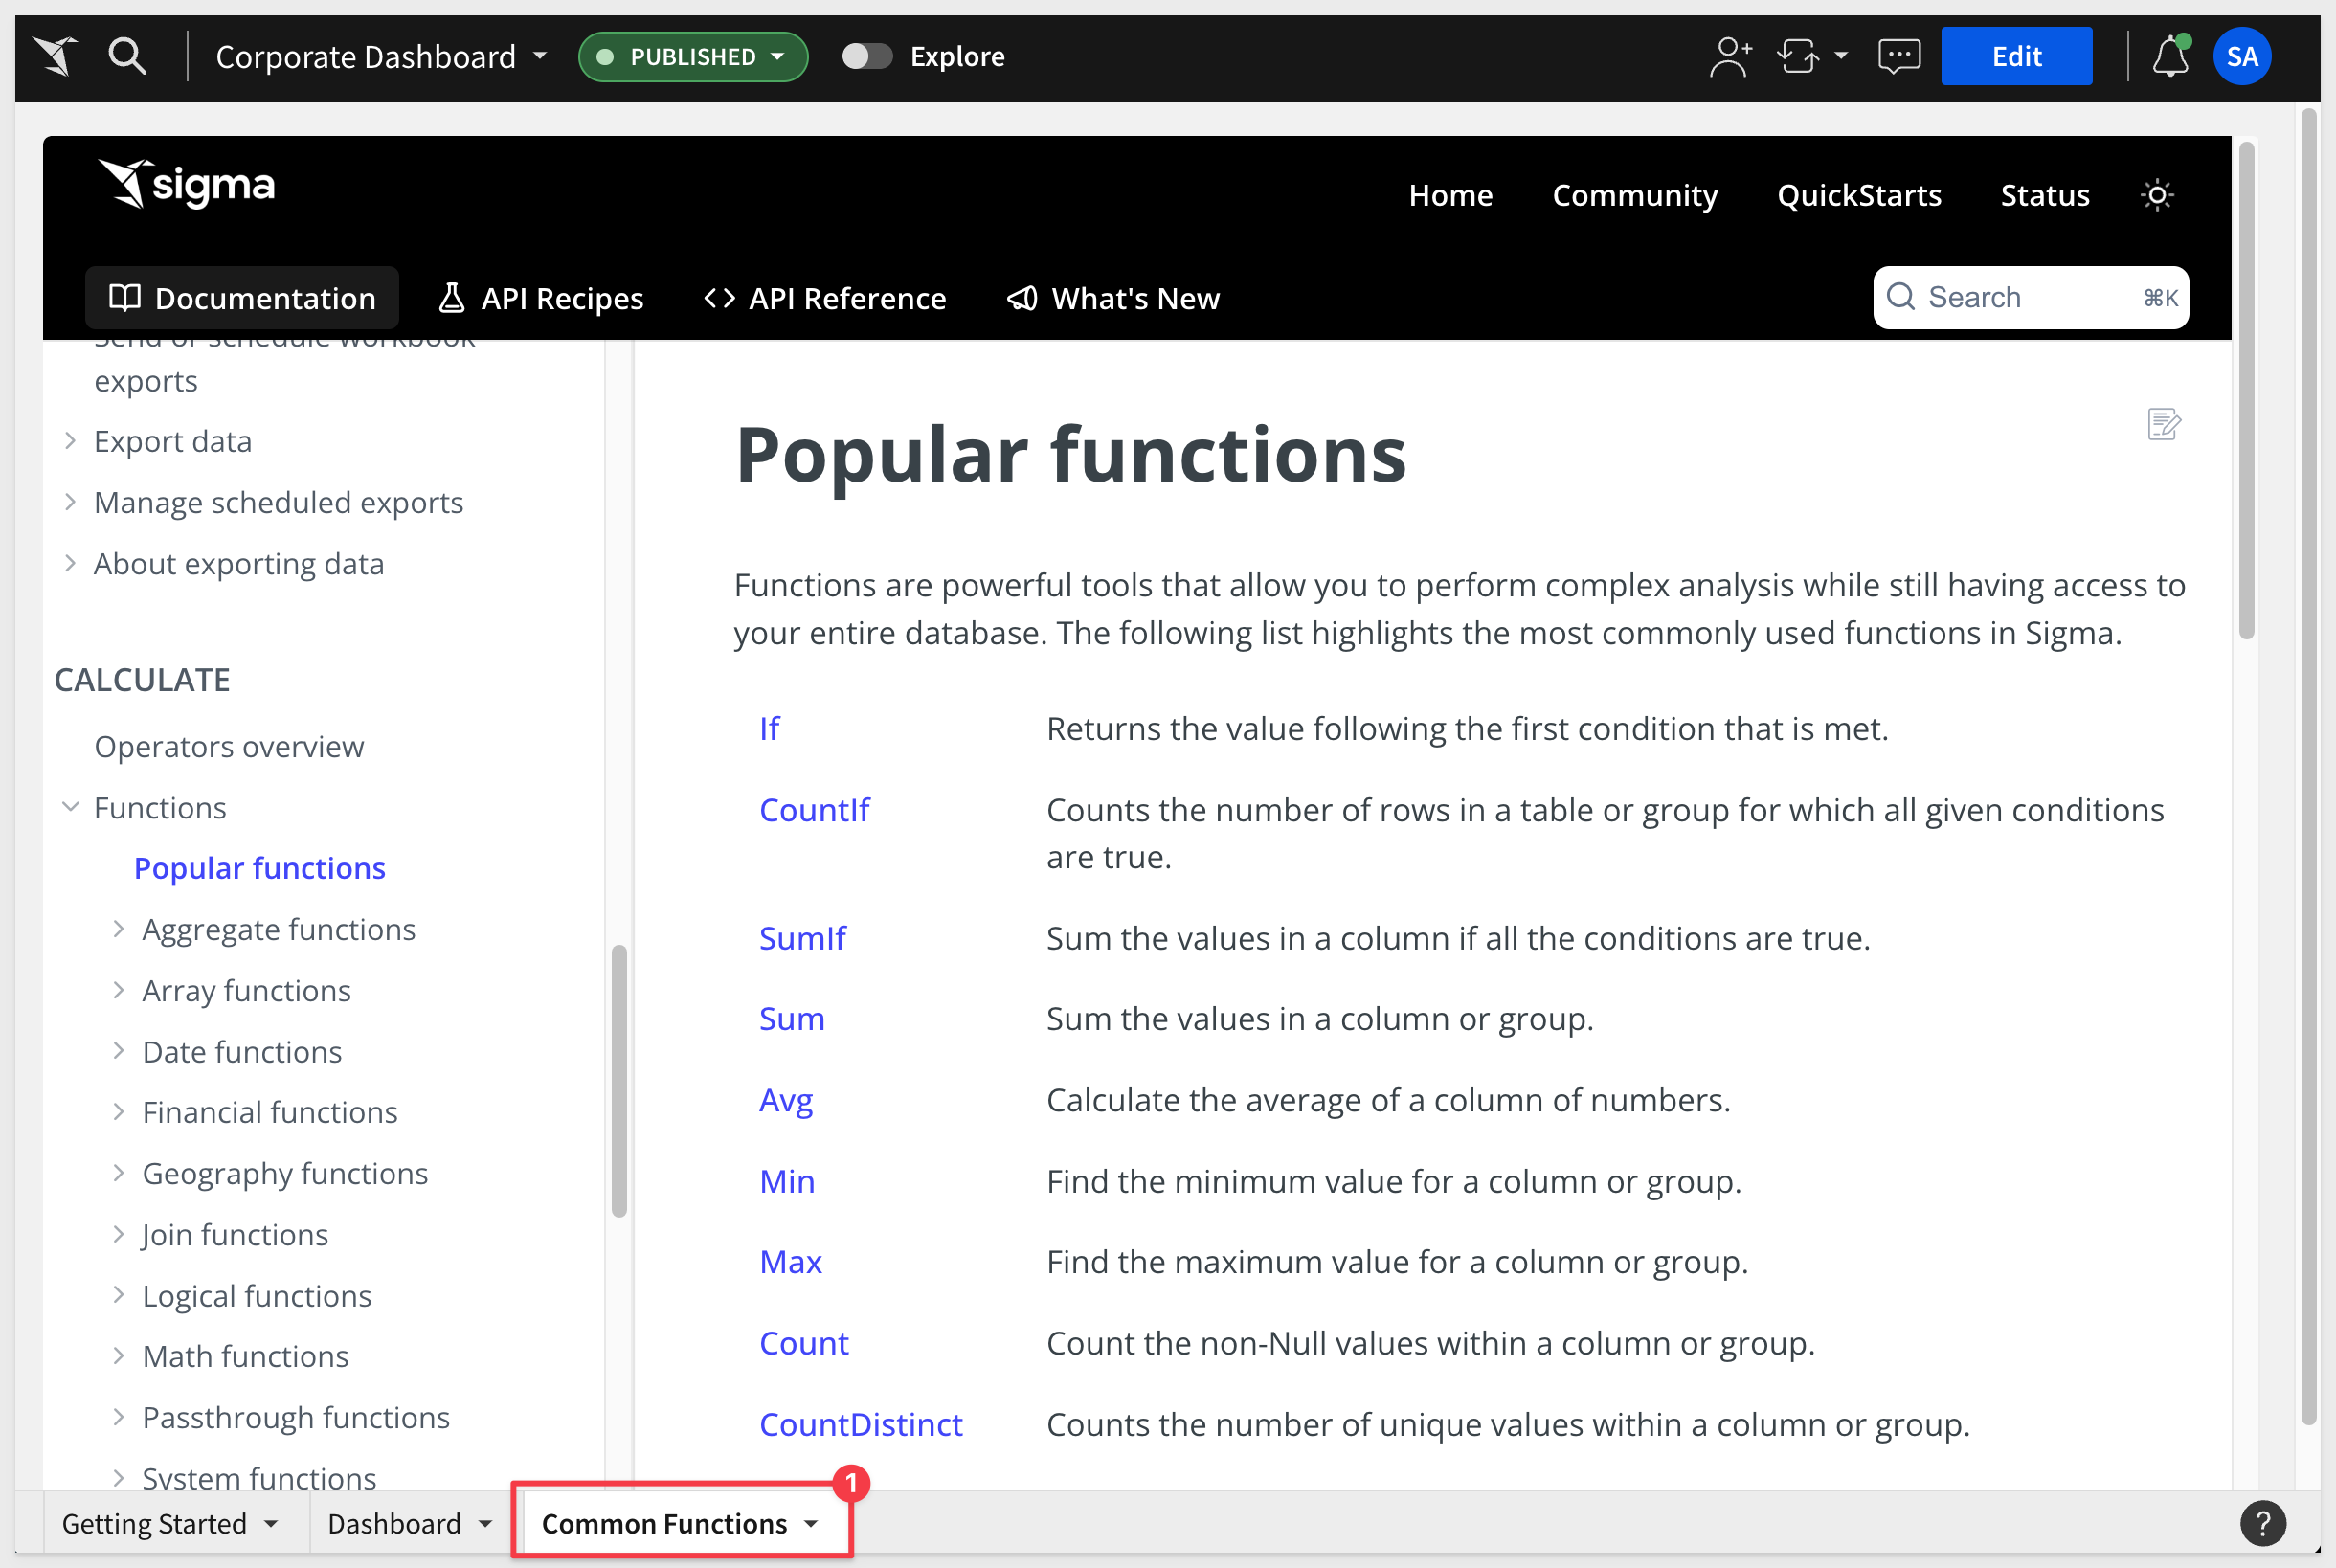 Corporate Dashboard
PUBLISHED
Explore
Edit
SA
sigma
Home Community QuickStarts Status
Documentation API Recipes API Reference What's New
Search ⌘K
Send or schedule workbook
exports
Export data
Manage scheduled exports
About exporting data
CALCULATE
Operators overview
Functions
Popular functions
Aggregate functions
Array functions
Date functions
Financial functions
Geography functions
Join functions
Logical functions
Math functions
Passthrough functions
System functions
Popular functions
Functions are powerful tools that allow you to perform complex analysis while still having access to
your entire database. The following list highlights the most commonly used functions in Sigma.
If Returns the value following the first condition that is met.
CountIf Counts the number of rows in a table or group for which all given conditions
are true.
SumIf Sum the values in a column if all the conditions are true.
Sum Sum the values in a column or group.
Avg Calculate the average of a column of numbers.
Min Find the minimum value for a column or group.
Max Find the maximum value for a column or group.
Count Count the non-Null values within a column or group.
CountDistinct Counts the number of unique values within a column or group.
1
Getting Started Dashboard Common Functions
?